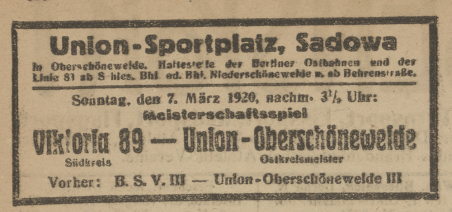 Union-Sportplatz, Sadowa
in Oberschöneweide. Haltestelle der Berliner Ostbahnen und der
Linie 81 ab Schles. Bhf. od. Bhf. Niederschöneweide u. ab Behrenstraße.
Sonntag, den 7. März 1920, nachm. 3½ Uhr:
Meisterschaftsspiel
Viktoria 89 — Union-Oberschöneweide
Südkreis Ostkreismeister
Vorher: B. S. V. III — Union-Oberschöneweide III